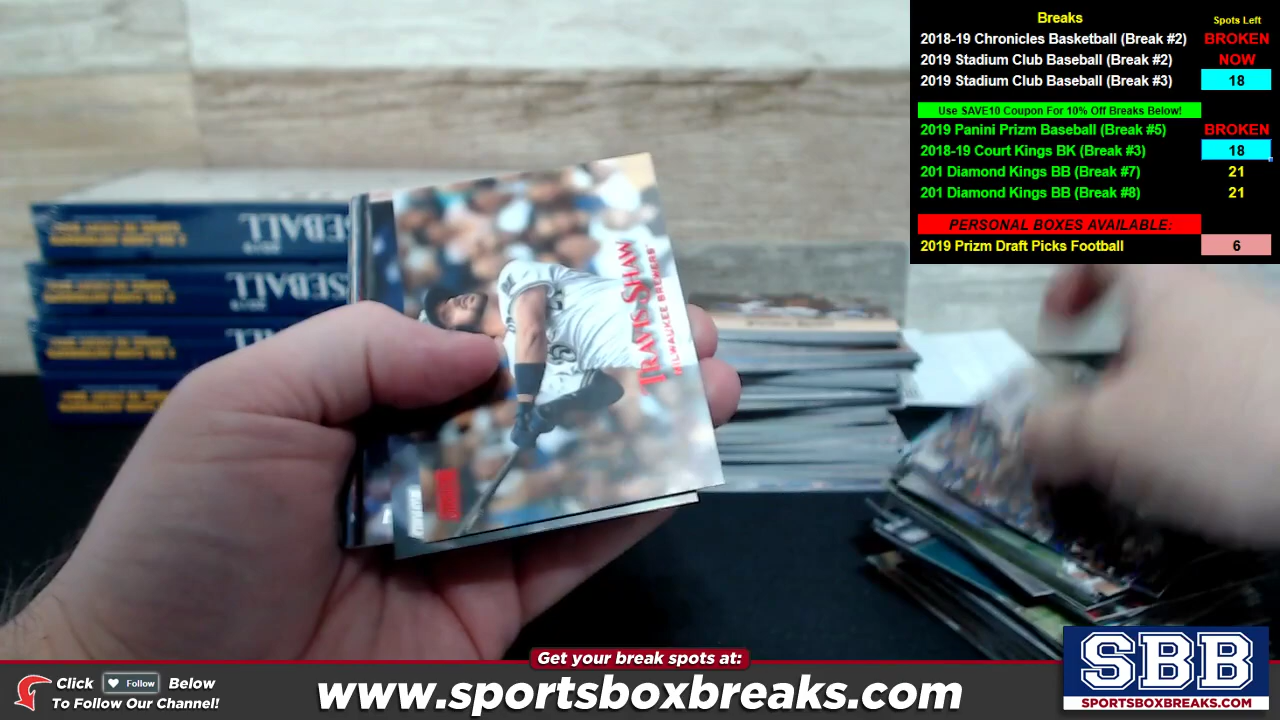 Breaks Spots Left
2018-19 Chronicles Basketball (Break #2) BROKEN
2019 Stadium Club Baseball (Break #2) NOW
2019 Stadium Club Baseball (Break #3) 18
Use SAVE10 Coupon For 10% Off Breaks Below!
2019 Panini Prizm Baseball (Break #5) BROKEN
2018-19 Court Kings BK (Break #3) 18
201 Diamond Kings BB (Break #7) 21
201 Diamond Kings BB (Break #8) 21
PERSONAL BOXES AVAILABLE:
2019 Prizm Draft Picks Football 6
TRAVIS SHAW
MILWAUKEE BREWERS
Get your break spots at:
Click Follow Below
To Follow Our Channel!
www.sportsboxbreaks.com
SBB
SPORTSBOXBREAKS.COM